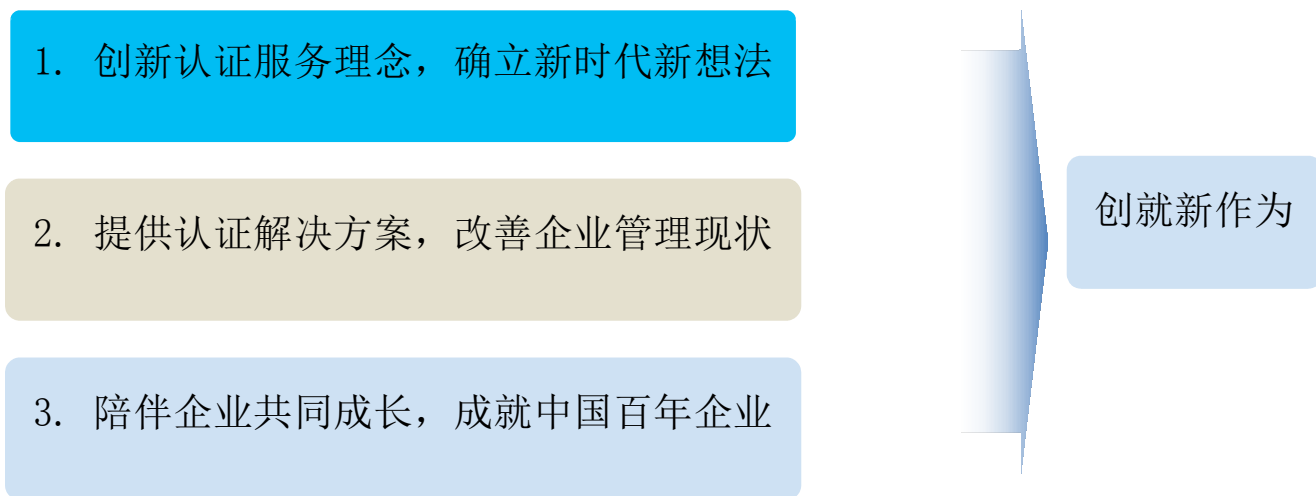 1. 创新认证服务理念，确立新时代新想法
2. 提供认证解决方案，改善企业管理现状
3. 陪伴企业共同成长，成就中国百年企业
创就新作为